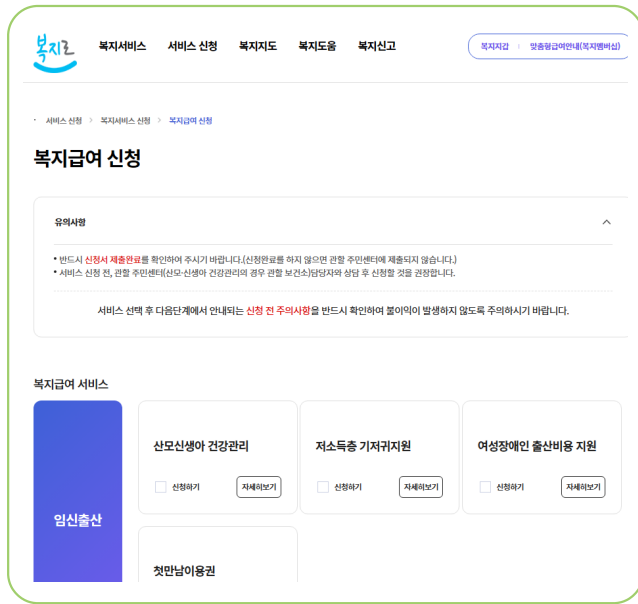 복지로 복지서비스 서비스 신청 복지지도 복지도움 복지신고 복지지갑 맞춤형급여안내(복지멤버십)
· 서비스 신청 > 복지서비스 신청 > 복지급여 신청
복지급여 신청
유의사항
• 반드시 신청서 제출완료를 확인하여 주시기 바랍니다.(신청완료를 하지 않으면 관할 주민센터에 제출되지 않습니다.)
• 서비스 신청 전, 관할 주민센터(산모·신생아 건강관리의 경우 관할 보건소)담당자와 상담 후 신청할 것을 권장합니다.
서비스 선택 후 다음단계에서 안내되는 신청 전 주의사항을 반드시 확인하여 불이익이 발생하지 않도록 주의하시기 바랍니다.
복지급여 서비스
임신출산
산모신생아 건강관리
신청하기 자세히보기
저소득층 기저귀지원
신청하기 자세히보기
여성장애인 출산비용 지원
신청하기 자세히보기
첫만남이용권